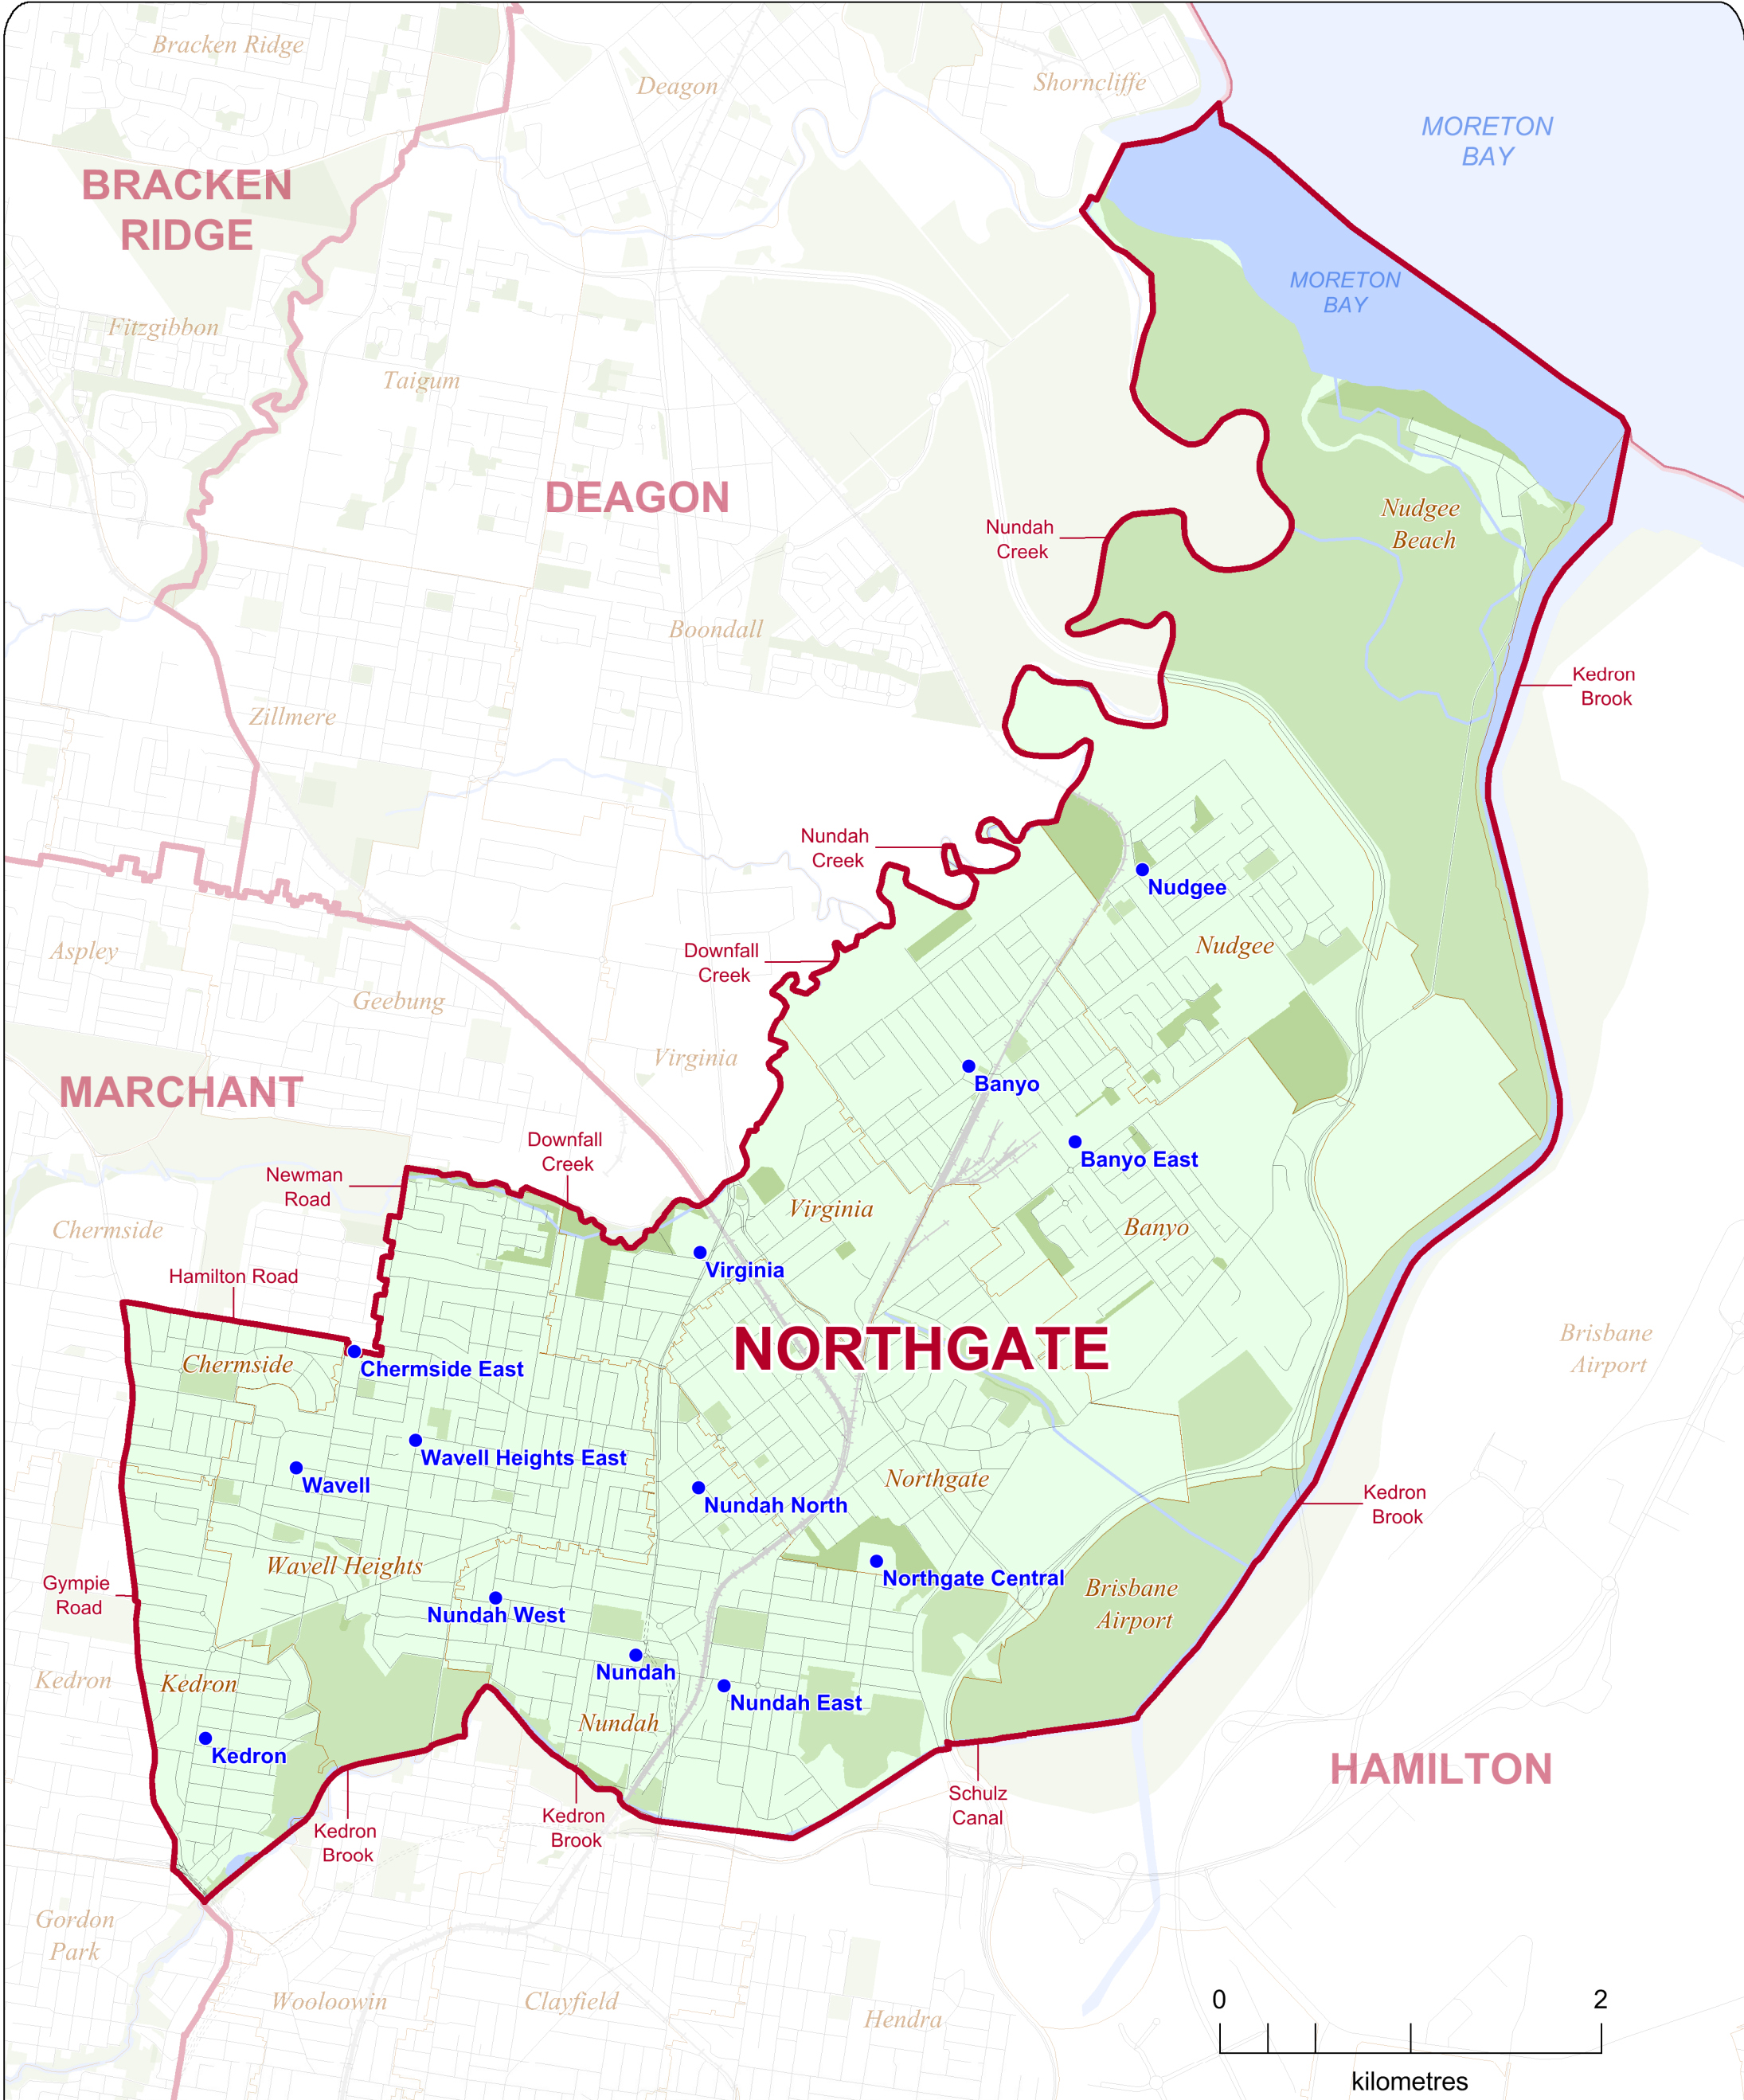 Bracken Ridge
Deagon
Shorncliffe
MORETON
BAY
BRACKEN
RIDGE
MORETON
BAY
Fitzgibbon
Taigum
DEAGON
Nudgee
Beach
Nundah
Creek
Boondall
Kedron
Brook
Zillmere
Nundah
Creek
Nudgee
Nudgee
Aspley
Downfall
Creek
Geebung
Virginia
Banyo
MARCHANT
Downfall
Creek
Banyo East
Newman
Road
Virginia
Banyo
Chermside
Virginia
Hamilton Road
NORTHGATE
Brisbane
Airport
Chermside
Chermside East
Wavell Heights East
Wavell
Northgate
Nundah North
Kedron
Brook
Wavell Heights
Northgate Central
Gympie
Road
Brisbane
Airport
Nundah West
Kedron
Kedron
Nundah
Nundah East
Nundah
Kedron
HAMILTON
Schulz
Canal
Kedron
Brook
Kedron
Brook
Gordon
Park
Wooloowin
Clayfield
Hendra
0 2
kilometres